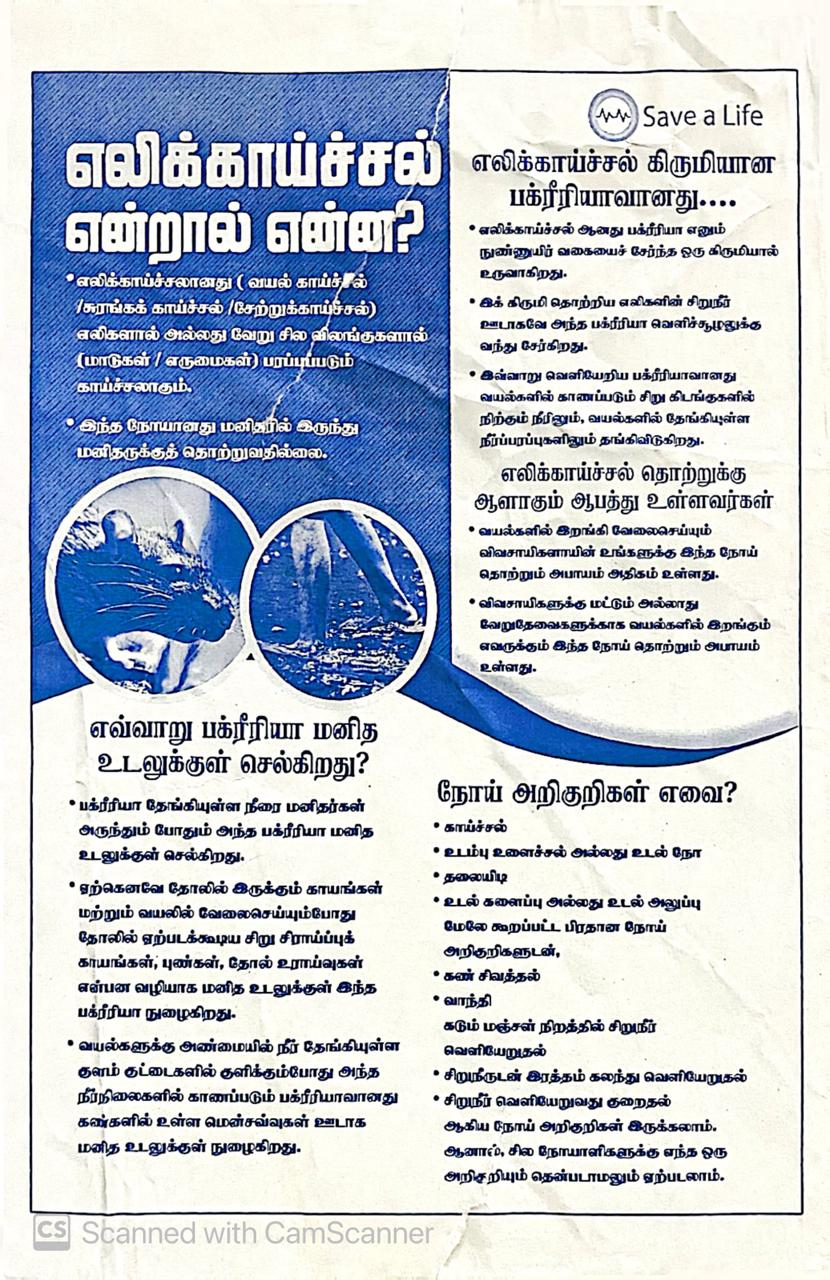 எலிக்காய்ச்சல்
என்றால் என்ன?
• எலிக்காய்ச்சலானது ( வயல் காய்ச்சல்
/சுரங்கக் காய்ச்சல் /சேற்றுக்காய்ச்சல்)
எலிகளால் அல்லது வேறு சில விலங்குகளால்
(மாடுகள் / எருமைகள்) பரப்பப்படும்
காய்ச்சலாகும்.
• இந்த நோயானது மனிதரில் இருந்து
மனிதருக்குத் தொற்றுவதில்லை.
Save a Life
எலிக்காய்ச்சல் கிருமியான
பக்ரீரியாவானது....
• எலிக்காய்ச்சல் ஆனது பக்ரீரியா எனும்
நுண்ணுயிர் வகையைச் சேர்ந்த ஒரு கிருமியால்
உருவாகிறது.
• இக் கிருமி தொற்றிய எலிகளின் சிறுநீர்
ஊடாகவே அந்த பக்ரீரியா வெளிச்சூழலுக்கு
வந்து சேர்கிறது.
• இவ்வாறு வெளியேறிய பக்ரீரியாவானது
வயல்களில் காணப்படும் சிறு கிடங்குகளில்
நிற்கும் நீரிலும், வயல்களில் தேங்கியுள்ள
நீர்ப்பரப்புகளிலும் தங்கிவிடுகிறது.
எலிக்காய்ச்சல் தொற்றுக்கு
ஆளாகும் ஆபத்து உள்ளவர்கள்
• வயல்களில் இறங்கி வேலைசெய்யும்
விவசாயிகளாயின் உங்களுக்கு இந்த நோய்
தொற்றும் அபாயம் அதிகம் உள்ளது.
• விவசாயிகளுக்கு மட்டும் அல்லாது
வேறுதேவைகளுக்காக வயல்களில் இறங்கும்
எவருக்கும் இந்த நோய் தொற்றும் அபாயம்
உள்ளது.
எவ்வாறு பக்ரீரியா மனித
உடலுக்குள் செல்கிறது?
• பக்ரீரியா தேங்கியுள்ள நீரை மனிதர்கள்
அருந்தும் போதும் அந்த பக்ரீரியா மனித
உடலுக்குள் செல்கிறது.
• ஏற்கெனவே தோலில் இருக்கும் காயங்கள்
மற்றும் வயலில் வேலைசெய்யும்போது
தோலில் ஏற்படக்கூடிய சிறு சிராய்ப்புக்
காயங்கள், புண்கள், தோல் உராய்வுகள்
என்பன வழியாக மனித உடலுக்குள் இந்த
பக்ரீரியா நுழைகிறது.
• வயல்களுக்கு அண்மையில் நீர் தேங்கியுள்ள
குளம் குட்டைகளில் குளிக்கும்போது அந்த
நீர்நிலைகளில் காணப்படும் பக்ரீரியாவானது
கண்களில் உள்ள மென்சவ்வுகள் ஊடாக
மனித உடலுக்குள் நுழைகிறது.
நோய் அறிகுறிகள் எவை?
• காய்ச்சல்
• உடம்பு உளைச்சல் அல்லது உடல் நோ
• தலையிடி
• உடல் களைப்பு அல்லது உடல் அலுப்பு
மேலே கூறப்பட்ட பிரதான நோய்
அறிகுறிகளுடன்,
• கண் சிவத்தல்
• வாந்தி
கடும் மஞ்சள் நிறத்தில் சிறுநீர்
வெளியேறுதல்
• சிறுநீருடன் இரத்தம் கலந்து வெளியேறுதல்
• சிறுநீர் வெளியேறுவது குறைதல்
ஆகிய நோய் அறிகுறிகள் இருக்கலாம்.
ஆனால், சில நோயாளிகளுக்கு எந்த ஒரு
அறிகுறியும் தென்படாமலும் ஏற்படலாம்.
CS Scanned with CamScanner